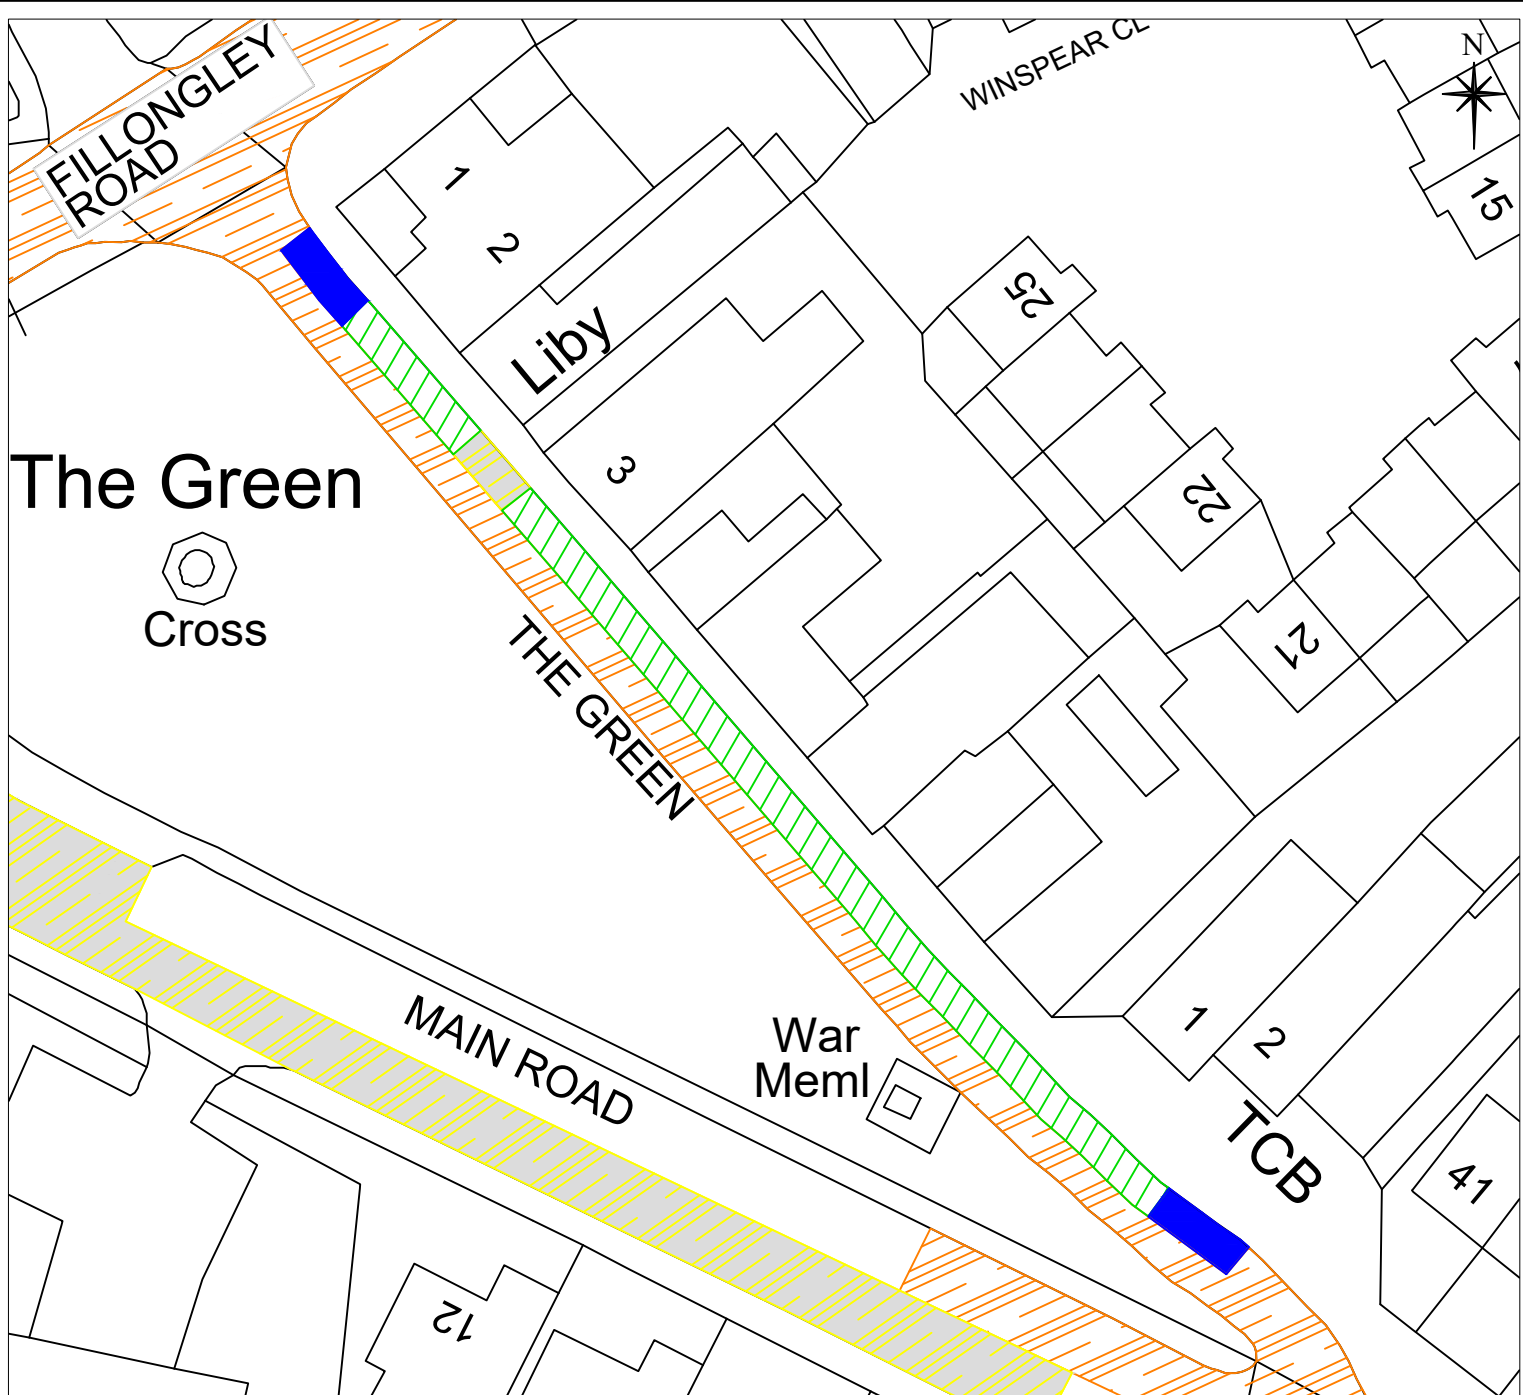 FILLONGLEY
ROAD
WINSPEAR CL
N
15
1
2
Liby
25
3
22
The Green
Cross
21
THE GREEN
MAIN ROAD
War
Meml
1
2
TCB
41
12